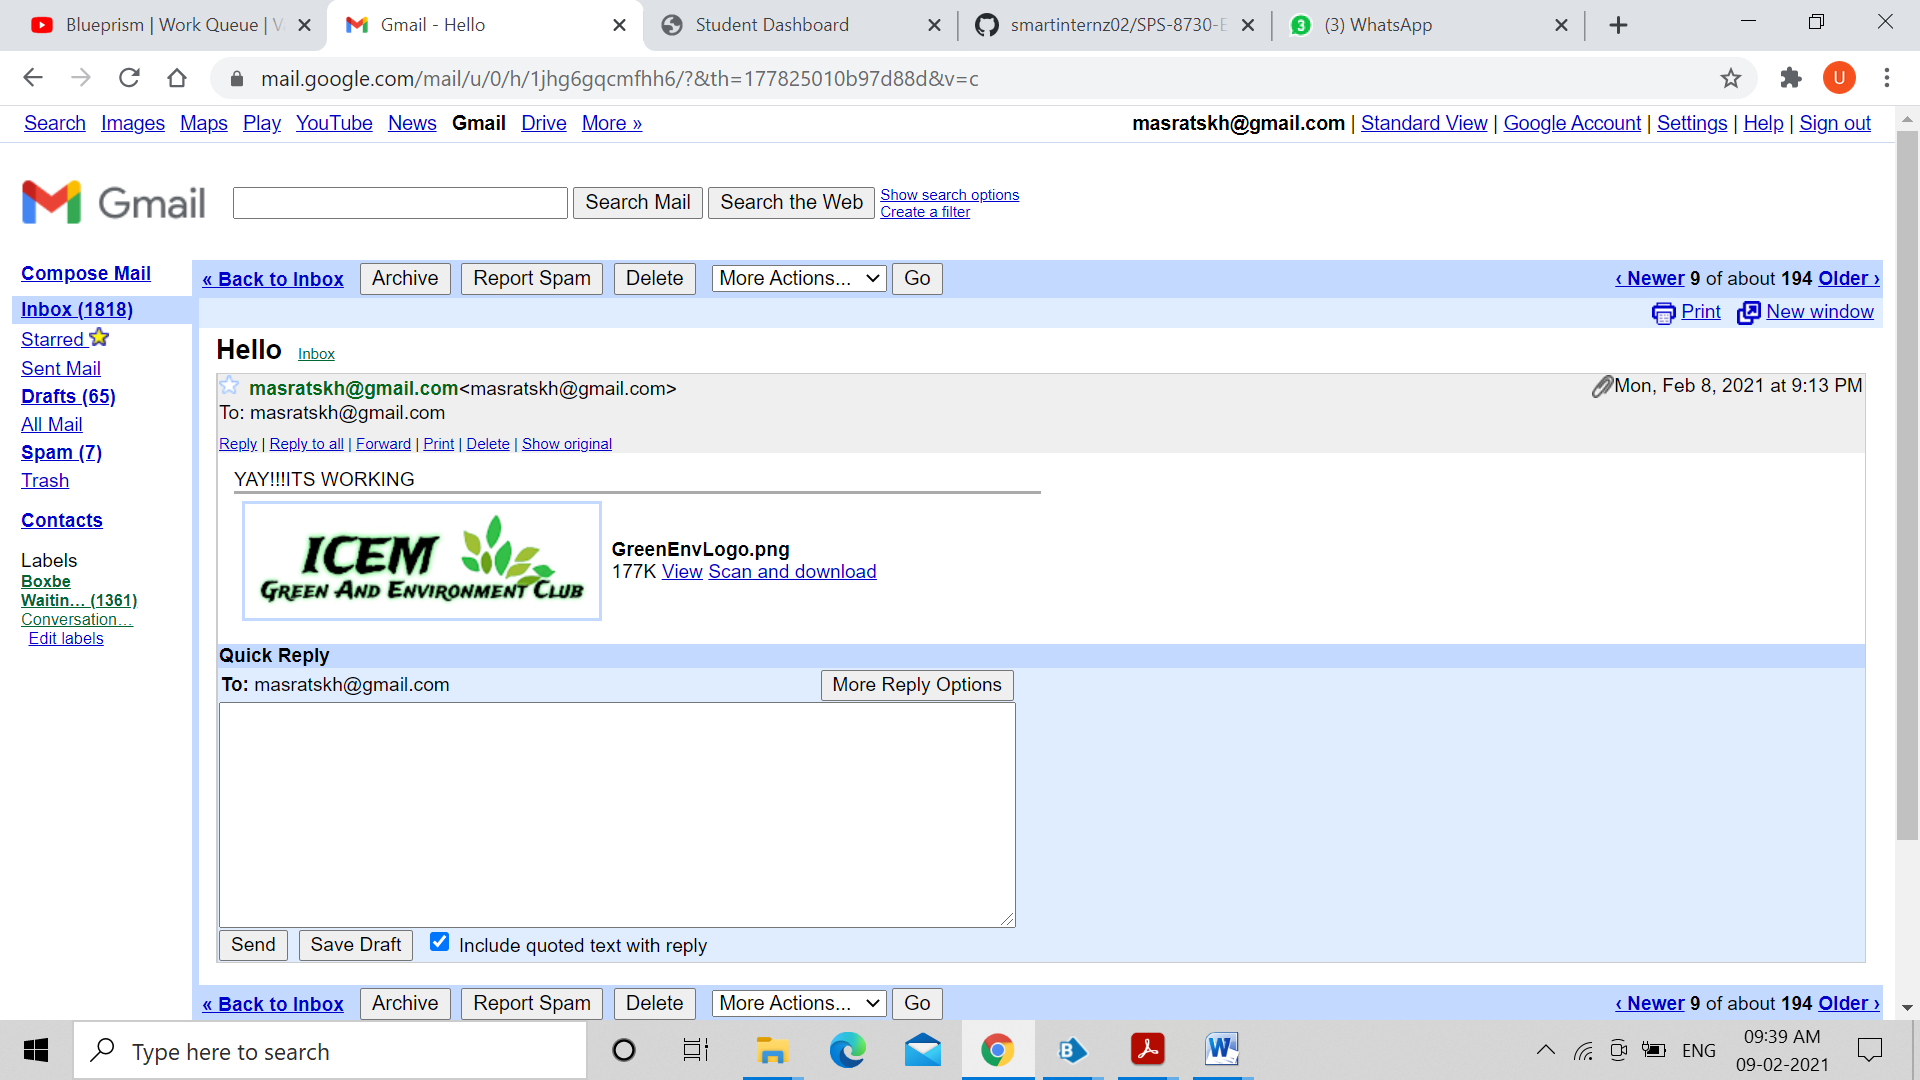 Blueprism | Work Queue | V
Gmail - Hello
Student Dashboard
smartinternz02/SPS-8730-E
3
(3) WhatsApp
mail.google.com/mail/u/0/h/1jhg6gqcmfhh6/?&th=177825010b97d88d&v=c
U
Search Images Maps Play YouTube News Gmail Drive More »
masratskh@gmail.com | Standard View | Google Account | Settings | Help | Sign out
Gmail
Search Mail
Search the Web
Show search options
Create a filter
Compose Mail
Inbox (1818)
Starred
Sent Mail
Drafts (65)
All Mail
Spam (7)
Trash
Contacts
Labels
Boxbe
Waitin... (1361)
Conversation...
Edit labels
« Back to Inbox Archive Report Spam Delete More Actions... Go
‹ Newer 9 of about 194 Older ›
Print New window
Hello Inbox
masratskh@gmail.com<masratskh@gmail.com>
Mon, Feb 8, 2021 at 9:13 PM
To: masratskh@gmail.com
Reply | Reply to all | Forward | Print | Delete | Show original
YAY!!!ITS WORKING
ICEM
GREEN AND ENVIRONMENT CLUB
GreenEnvLogo.png
177K View Scan and download
Quick Reply
To: masratskh@gmail.com
More Reply Options
Send Save Draft Include quoted text with reply
« Back to Inbox Archive Report Spam Delete More Actions... Go
‹ Newer 9 of about 194 Older ›
Type here to search
B
W
ENG
09:39 AM
09-02-2021